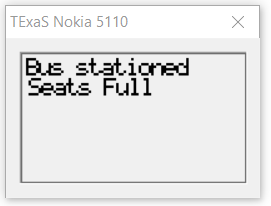 TExaS Nokia 5110
Bus stationed
Seats Full